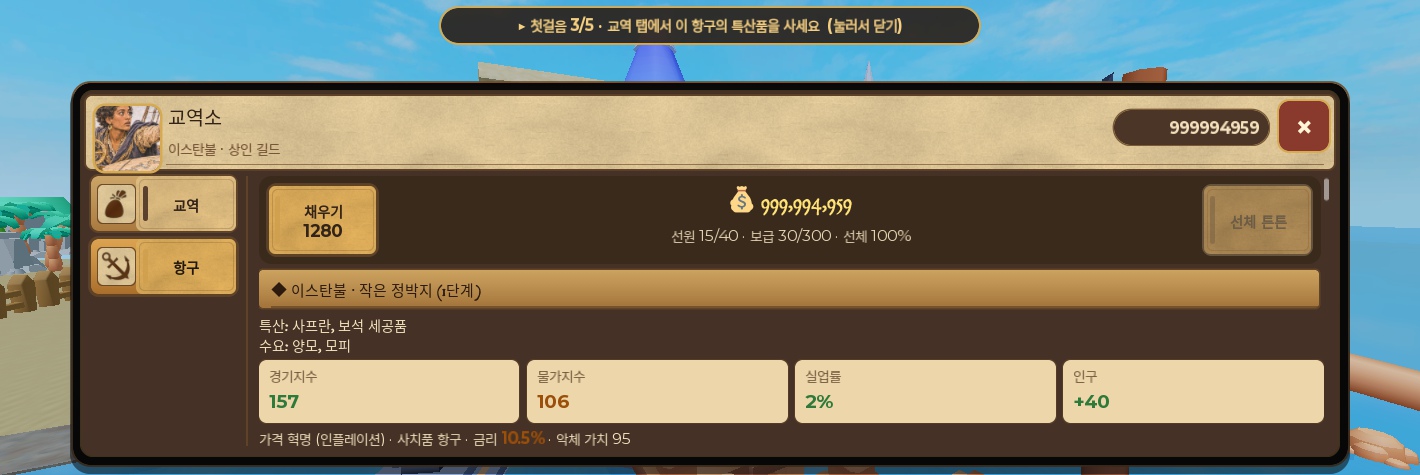 ▸ 첫걸음 3/5 · 교역 탭에서 이 항구의 특산품을 사세요 (눌러서 닫기)
교역소
이스탄불 · 상인 길드
999994959
×
교역
항구
채우기
1280
$ 999,994,959
선원 15/40 · 보급 30/300 · 선체 100%
선체 튼튼
◆ 이스탄불 · 작은 정박지 (1단계)
특산: 사프란, 보석 세공품
수요: 양모, 모피
경기지수
157
물가지수
106
실업률
2%
인구
+40
가격 혁명 (인플레이션) · 사치품 항구 · 금리 10.5% · 악체 가치 95